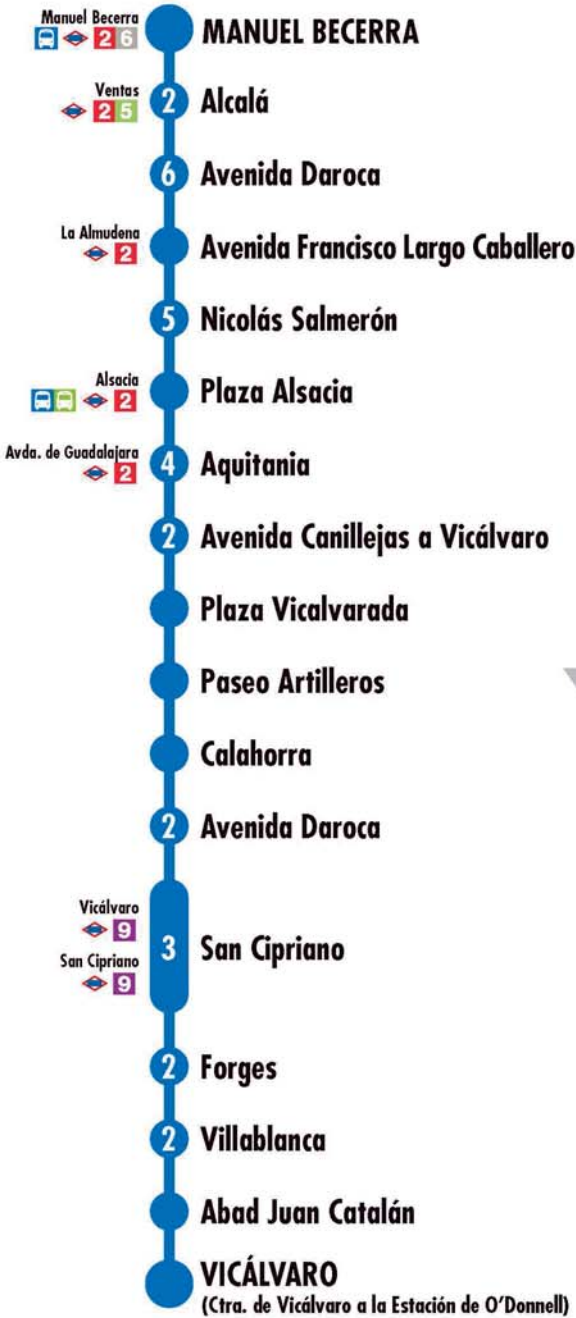 Manuel Becerra
2 6
MANUEL BECERRA
Ventas
2 5
2
Alcalá
6
Avenida Daroca
La Almudena
2
Avenida Francisco Largo Caballero
5
Nicolás Salmerón
Alsacia
2
Plaza Alsacia
Avda. de Guadalajara
2
4
Aquitania
2
Avenida Canillejas a Vicálvaro
Plaza Vicalvarada
Paseo Artilleros
Calahorra
2
Avenida Daroca
Vicálvaro
9
San Cipriano
9
3
San Cipriano
2
Forges
2
Villablanca
Abad Juan Catalán
VICÁLVARO
(Ctra. de Vicálvaro a la Estación de O’Donnell)